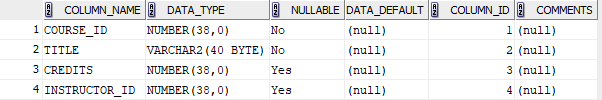 COLUMN_NAME DATA_TYPE NULLABLE DATA_DEFAULT COLUMN_ID COMMENTS
1 COURSE_ID NUMBER(38,0) No (null) 1 (null)
2 TITLE VARCHAR2(40 BYTE) No (null) 2 (null)
3 CREDITS NUMBER(38,0) Yes (null) 3 (null)
4 INSTRUCTOR_ID NUMBER(38,0) Yes (null) 4 (null)